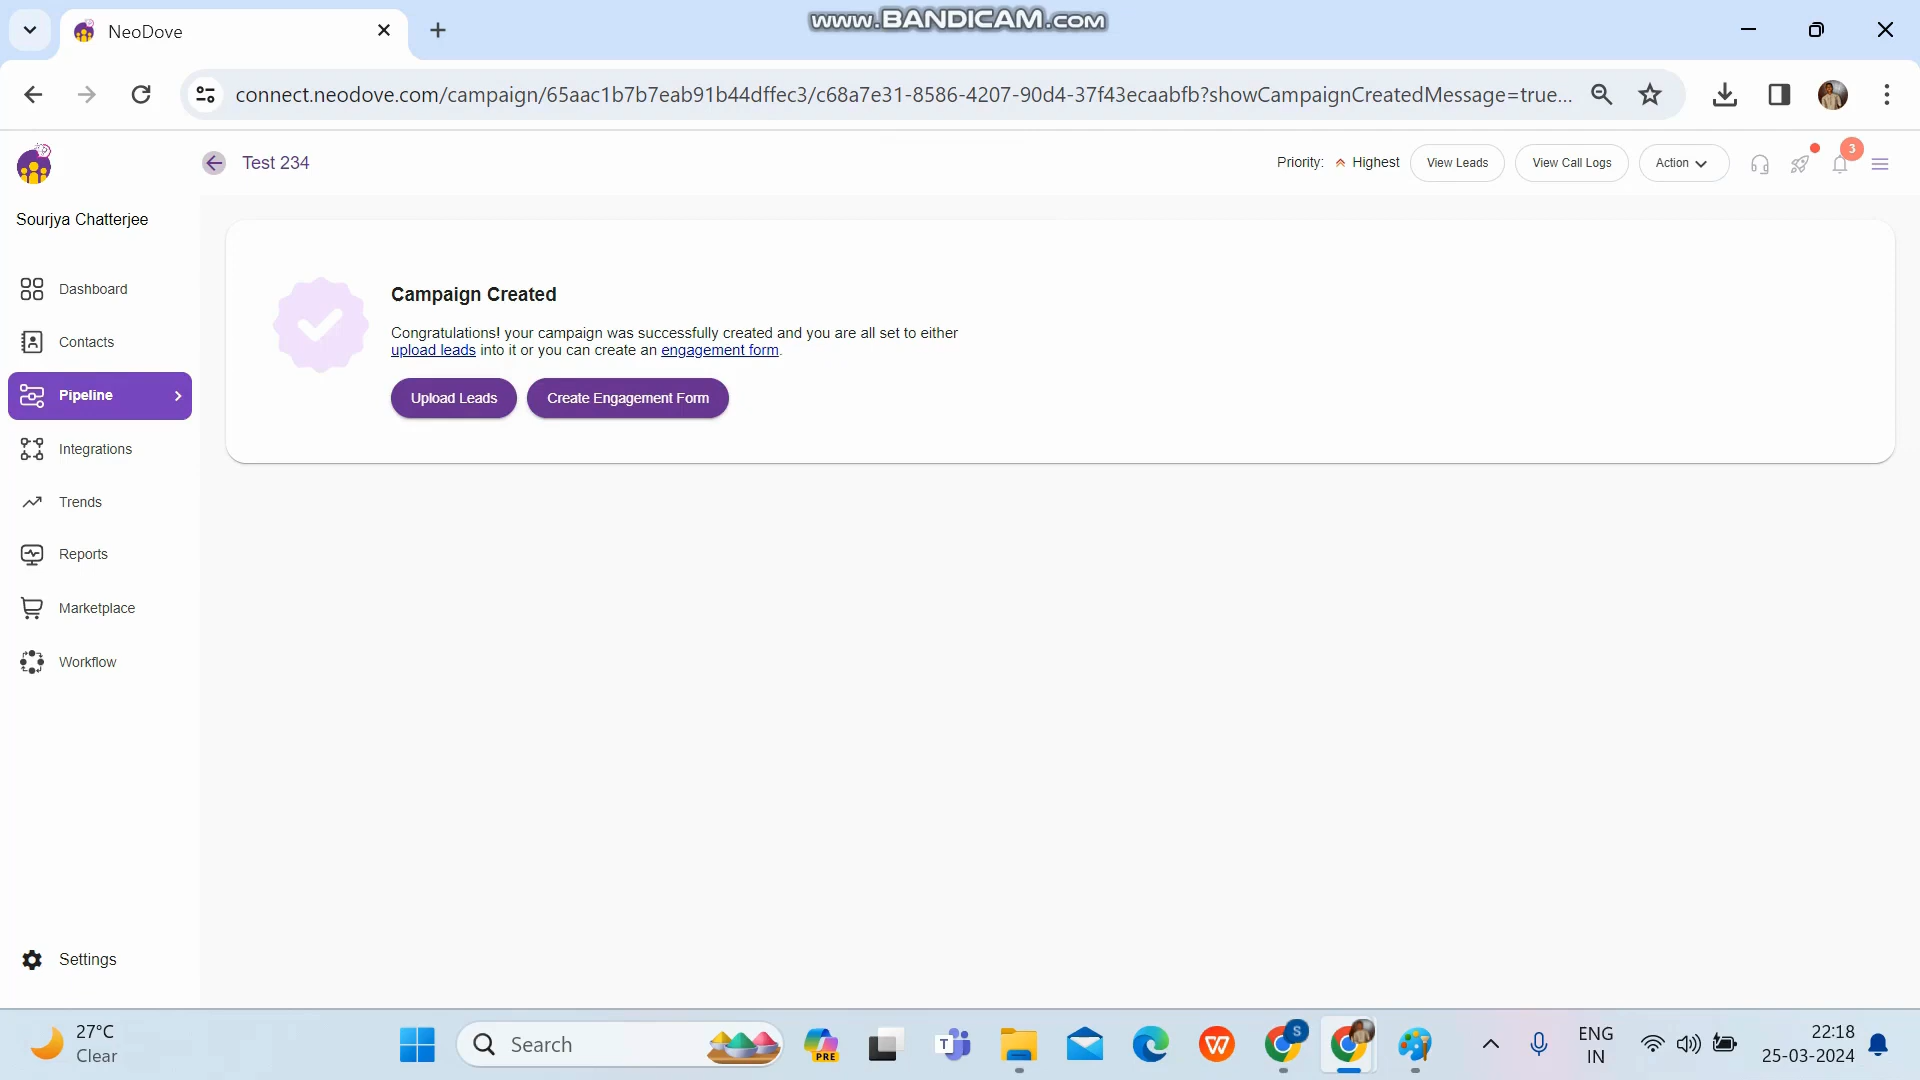 www.BANDICAM.com
NeoDove
connect.neodove.com/campaign/65aac1b7b7eab91b44dffec3/c68a7e31-8586-4207-90d4-37f43ecaabfb?showCampaignCreatedMessage=true...
Test 234
Priority: Highest
View Leads
View Call Logs
Action
3
Sourjya Chatterjee
Dashboard
Contacts
Pipeline
Integrations
Trends
Reports
Marketplace
Workflow
Settings
Campaign Created
Congratulations! your campaign was successfully created and you are all set to either
upload leads into it or you can create an engagement form.
Upload Leads
Create Engagement Form
27°C
Clear
Search
PRE
T
W
S
ENG
IN
22:18
25-03-2024